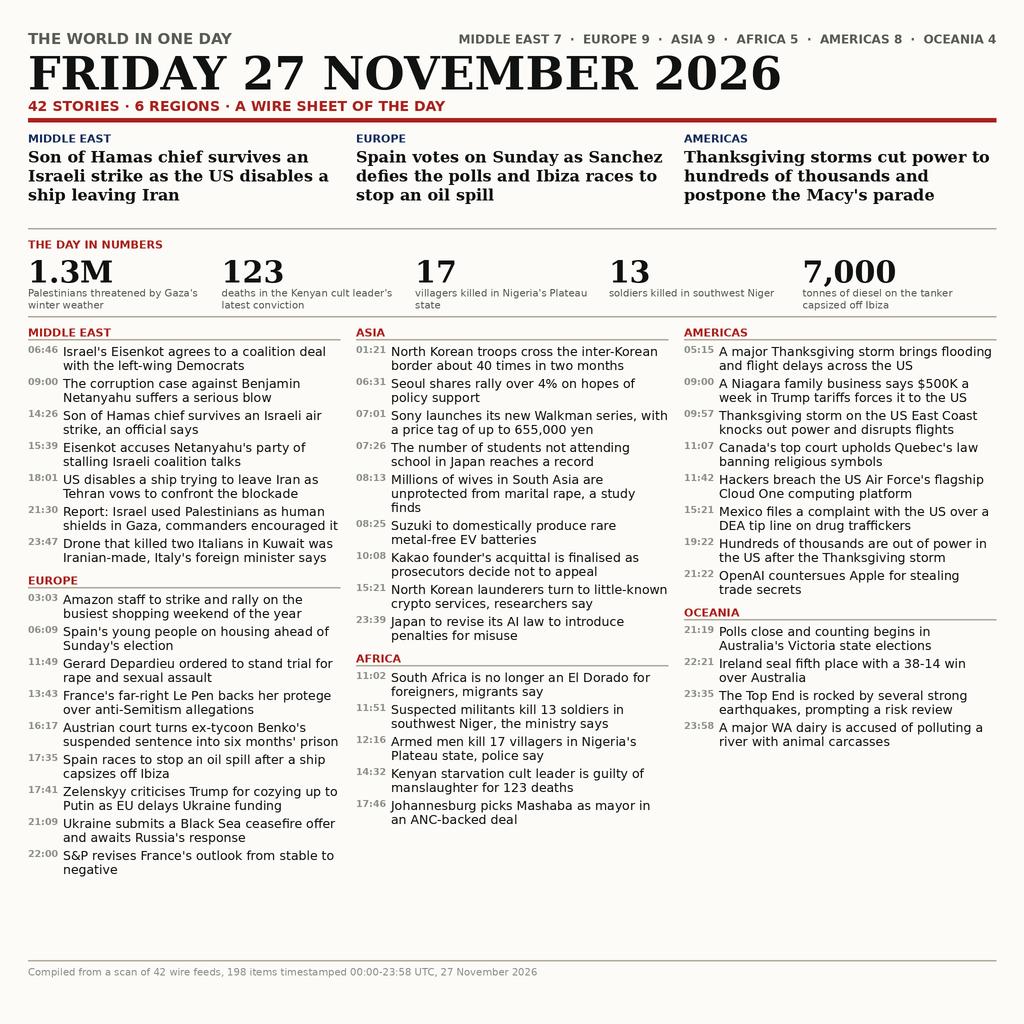 THE WORLD IN ONE DAY
MIDDLE EAST 7 · EUROPE 9 · ASIA 9 · AFRICA 5 · AMERICAS 8 · OCEANIA 4
FRIDAY 27 NOVEMBER 2026
42 STORIES · 6 REGIONS · A WIRE SHEET OF THE DAY
MIDDLE EAST
Son of Hamas chief survives an
Israeli strike as the US disables a
ship leaving Iran
EUROPE
Spain votes on Sunday as Sanchez
defies the polls and Ibiza races to
stop an oil spill
AMERICAS
Thanksgiving storms cut power to
hundreds of thousands and
postpone the Macy's parade
THE DAY IN NUMBERS
1.3M
Palestinians threatened by Gaza's
winter weather
123
deaths in the Kenyan cult leader's
latest conviction
17
villagers killed in Nigeria's Plateau
state
13
soldiers killed in southwest Niger
7,000
tonnes of diesel on the tanker
capsized off Ibiza
MIDDLE EAST
06:46 Israel's Eisenkot agrees to a coalition deal
with the left-wing Democrats
09:00 The corruption case against Benjamin
Netanyahu suffers a serious blow
14:26 Son of Hamas chief survives an Israeli air
strike, an official says
15:39 Eisenkot accuses Netanyahu's party of
stalling Israeli coalition talks
18:01 US disables a ship trying to leave Iran as
Tehran vows to confront the blockade
21:30 Report: Israel used Palestinians as human
shields in Gaza, commanders encouraged it
23:47 Drone that killed two Italians in Kuwait was
Iranian-made, Italy's foreign minister says
EUROPE
03:03 Amazon staff to strike and rally on the
busiest shopping weekend of the year
06:09 Spain's young people on housing ahead of
Sunday's election
11:49 Gerard Depardieu ordered to stand trial for
rape and sexual assault
13:43 France's far-right Le Pen backs her protege
over anti-Semitism allegations
16:17 Austrian court turns ex-tycoon Benko's
suspended sentence into six months' prison
17:35 Spain races to stop an oil spill after a ship
capsizes off Ibiza
17:41 Zelenskyy criticises Trump for cozying up to
Putin as EU delays Ukraine funding
21:09 Ukraine submits a Black Sea ceasefire offer
and awaits Russia's response
22:00 S&P revises France's outlook from stable to
negative
ASIA
01:21 North Korean troops cross the inter-Korean
border about 40 times in two months
06:31 Seoul shares rally over 4% on hopes of
policy support
07:01 Sony launches its new Walkman series, with
a price tag of up to 655,000 yen
07:26 The number of students not attending
school in Japan reaches a record
08:13 Millions of wives in South Asia are
unprotected from marital rape, a study
finds
08:25 Suzuki to domestically produce rare
metal-free EV batteries
10:08 Kakao founder's acquittal is finalised as
prosecutors decide not to appeal
15:21 North Korean launderers turn to little-known
crypto services, researchers say
23:39 Japan to revise its AI law to introduce
penalties for misuse
AFRICA
11:02 South Africa is no longer an El Dorado for
foreigners, migrants say
11:51 Suspected militants kill 13 soldiers in
southwest Niger, the ministry says
12:16 Armed men kill 17 villagers in Nigeria's
Plateau state, police say
14:32 Kenyan starvation cult leader is guilty of
manslaughter for 123 deaths
17:46 Johannesburg picks Mashaba as mayor in
an ANC-backed deal
AMERICAS
05:15 A major Thanksgiving storm brings flooding
and flight delays across the US
09:00 A Niagara family business says $500K a
week in Trump tariffs forces it to the US
09:57 Thanksgiving storm on the US East Coast
knocks out power and disrupts flights
11:07 Canada's top court upholds Quebec's law
banning religious symbols
11:42 Hackers breach the US Air Force's flagship
Cloud One computing platform
15:21 Mexico files a complaint with the US over a
DEA tip line on drug traffickers
19:22 Hundreds of thousands are out of power in
the US after the Thanksgiving storm
21:22 OpenAI countersues Apple for stealing
trade secrets
OCEANIA
21:19 Polls close and counting begins in
Australia's Victoria state elections
22:21 Ireland seal fifth place with a 38-14 win
over Australia
23:35 The Top End is rocked by several strong
earthquakes, prompting a risk review
23:58 A major WA dairy is accused of polluting a
river with animal carcasses
Compiled from a scan of 42 wire feeds, 198 items timestamped 00:00-23:58 UTC, 27 November 2026